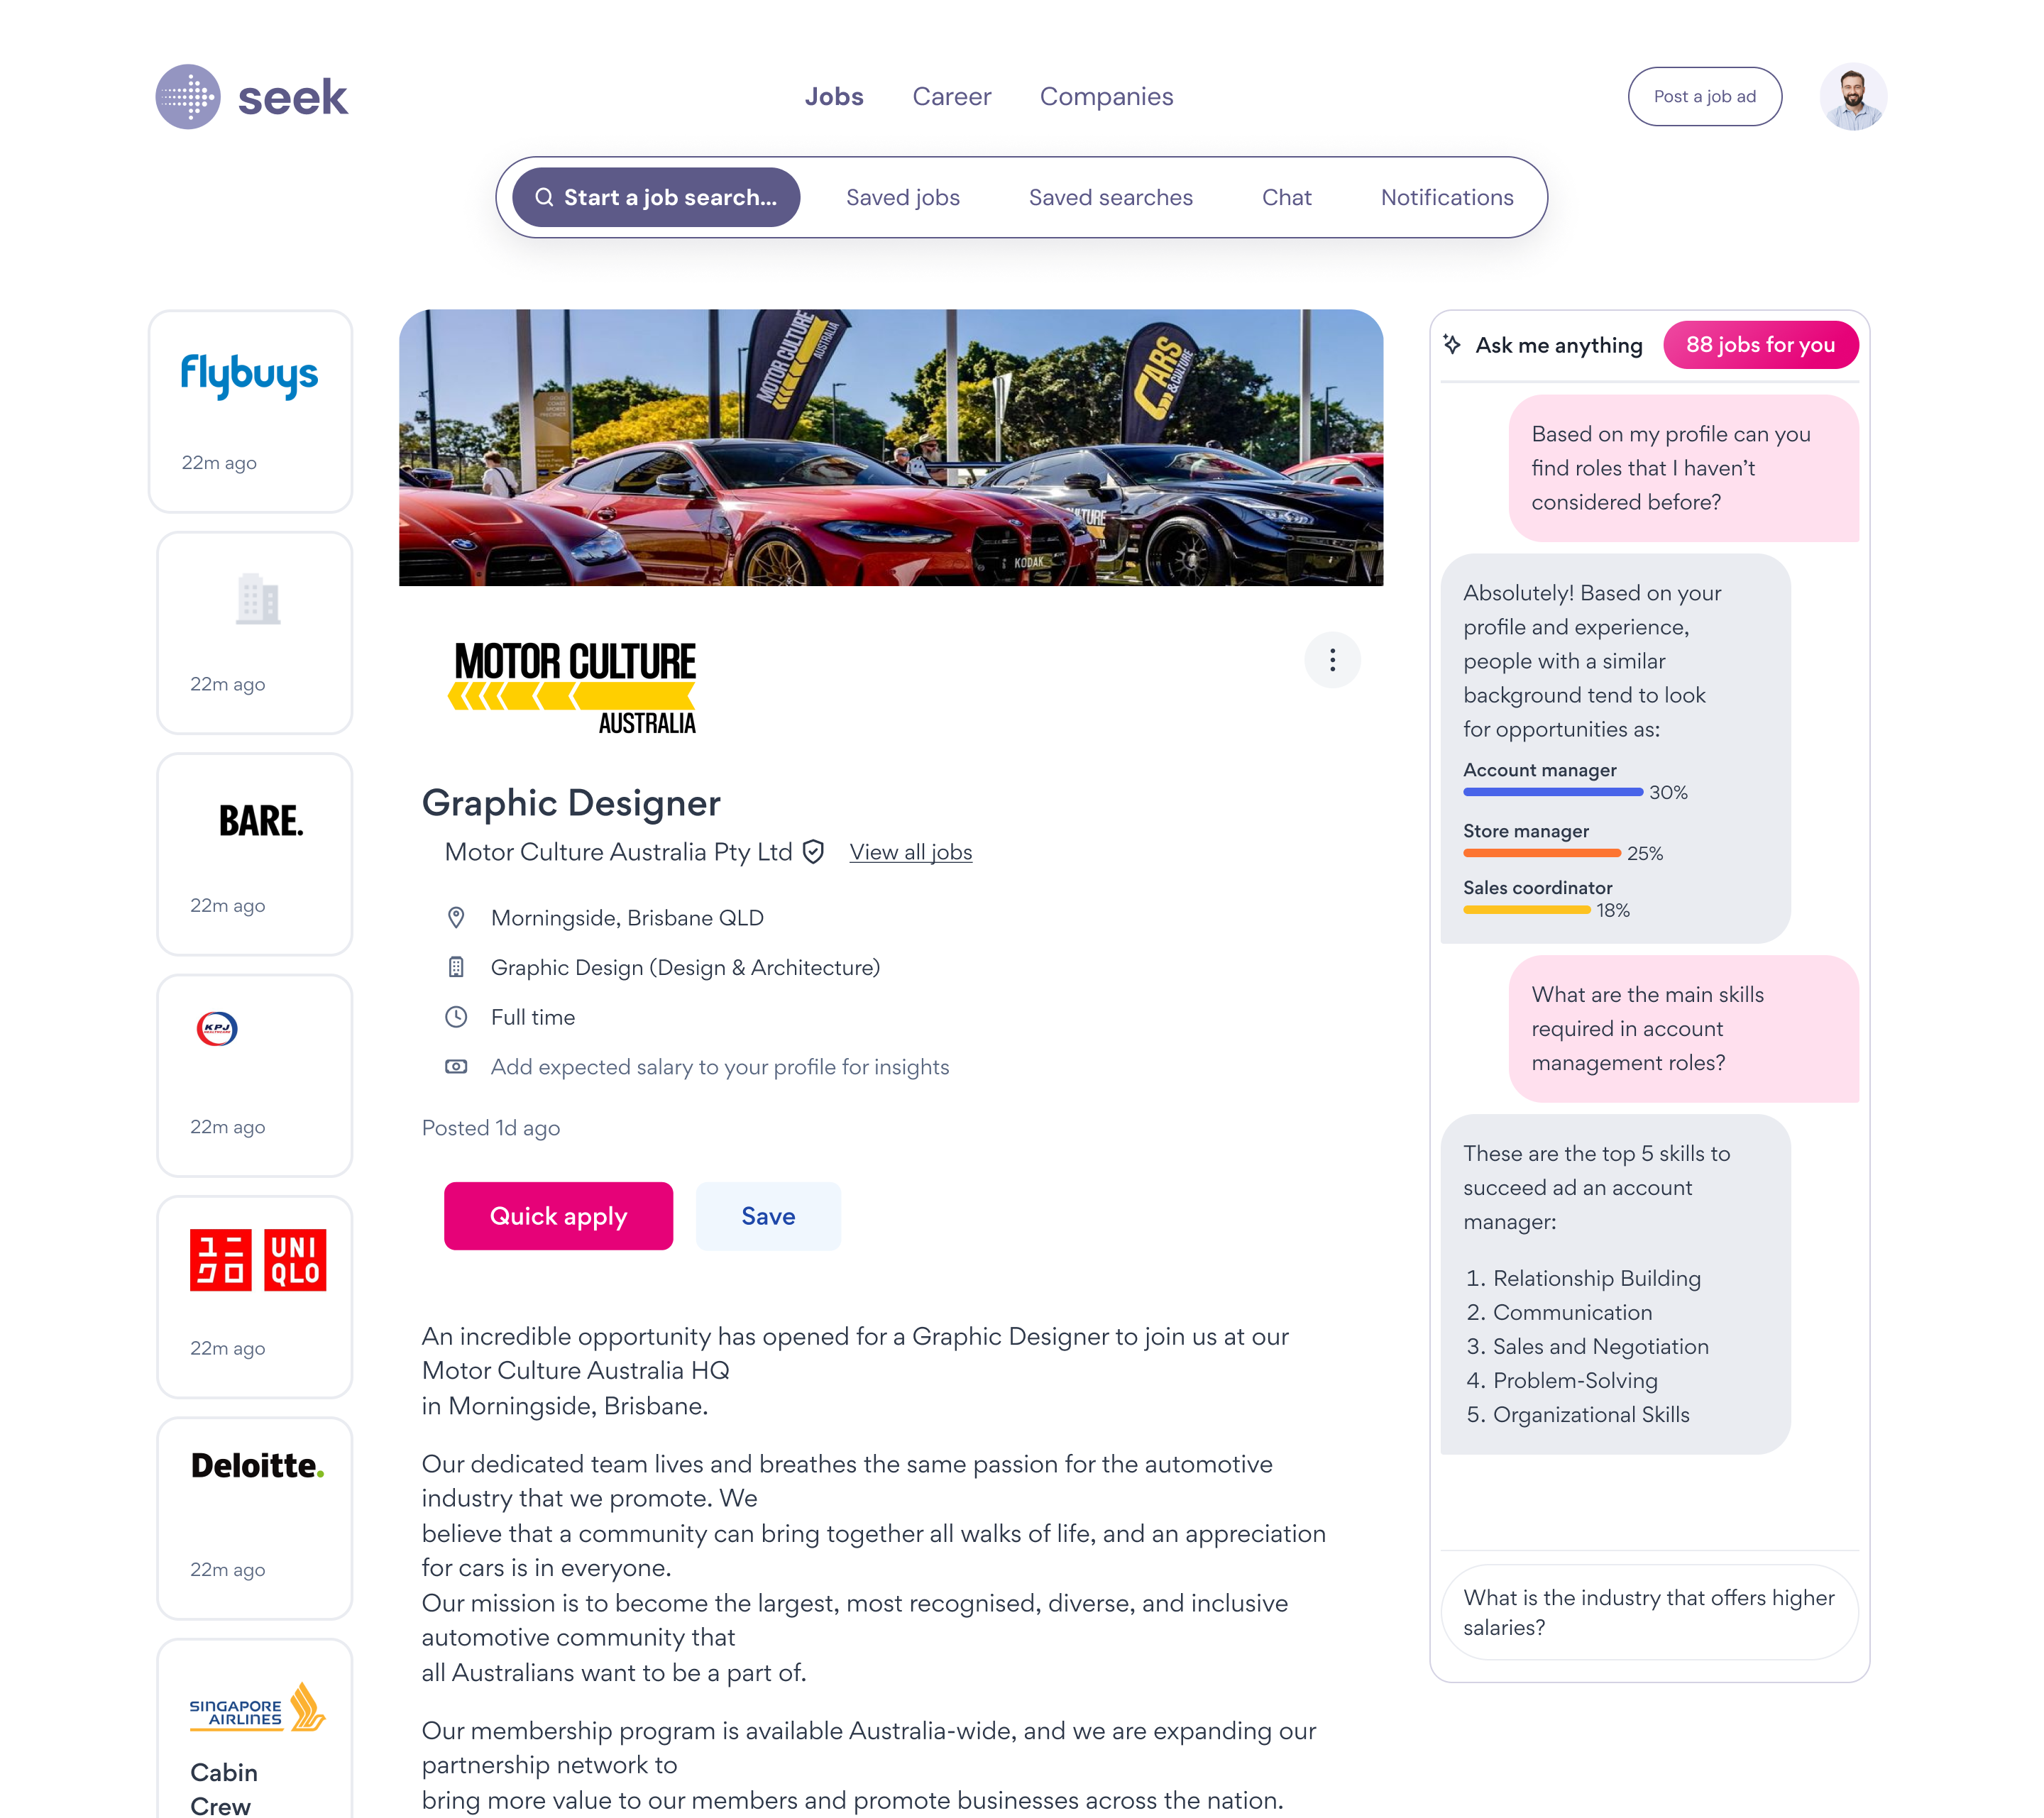 seek
Jobs
Career
Companies
Post a job ad
Start a job search...
Saved jobs
Saved searches
Chat
Notifications
flybuys
22m ago
22m ago
BARE.
22m ago
KPJ
22m ago
ユニ
クロ
UNI
QLO
22m ago
Deloitte.
22m ago
SINGAPORE
AIRLINES
Cabin
Crew
MOTOR CULTURE
AUSTRALIA
CARS
& CULTURE
KODAK
MOTOR CULTURE
AUSTRALIA
Graphic Designer
Motor Culture Australia Pty Ltd
View all jobs
Morningside, Brisbane QLD
Graphic Design (Design & Architecture)
Full time
Add expected salary to your profile for insights
Posted 1d ago
Quick apply
Save
An incredible opportunity has opened for a Graphic Designer to join us at our
Motor Culture Australia HQ
in Morningside, Brisbane.
Our dedicated team lives and breathes the same passion for the automotive
industry that we promote. We
believe that a community can bring together all walks of life, and an appreciation
for cars is in everyone.
Our mission is to become the largest, most recognised, diverse, and inclusive
automotive community that
all Australians want to be a part of.
Our membership program is available Australia-wide, and we are expanding our
partnership network to
bring more value to our members and promote businesses across the nation.
Ask me anything
88 jobs for you
Based on my profile can you
find roles that I haven’t
considered before?
Absolutely! Based on your
profile and experience,
people with a similar
background tend to look
for opportunities as:
Account manager
30%
Store manager
25%
Sales coordinator
18%
What are the main skills
required in account
management roles?
These are the top 5 skills to
succeed ad an account
manager:
1. Relationship Building
2. Communication
3. Sales and Negotiation
4. Problem-Solving
5. Organizational Skills
What is the industry that offers higher
salaries?